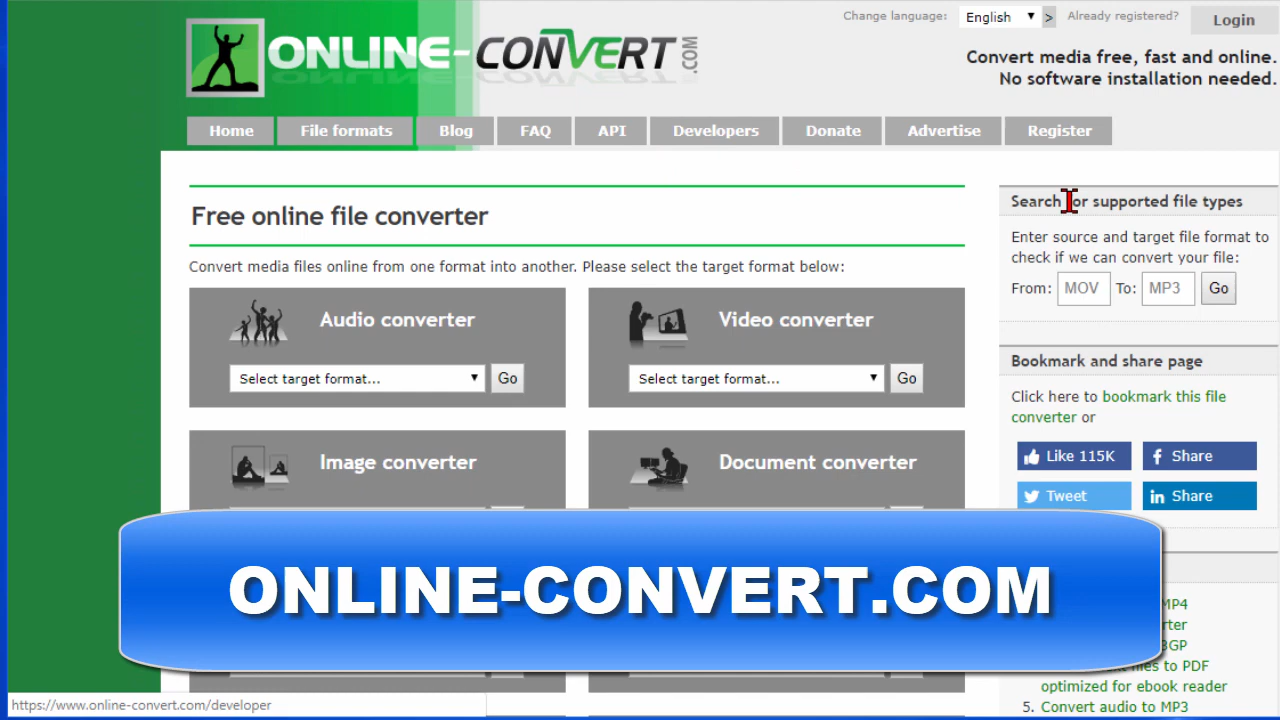 Change language: English > Already registered? Login
ONLINE-CONVERT.COM
Convert media free, fast and online.
No software installation needed.
Home File formats Blog FAQ API Developers Donate Advertise Register
Free online file converter
Convert media files online from one format into another. Please select the target format below:
Audio converter
Select target format... Go
Video converter
Select target format... Go
Image converter
Document converter
Search for supported file types
Enter source and target file format to
check if we can convert your file:
From: MOV To: MP3 Go
Bookmark and share page
Click here to bookmark this file
converter or
Like 115K Share
Tweet Share
ONLINE-CONVERT.COM
MP4
3GP
files to PDF
optimized for ebook reader
5. Convert audio to MP3
https://www.online-convert.com/developer